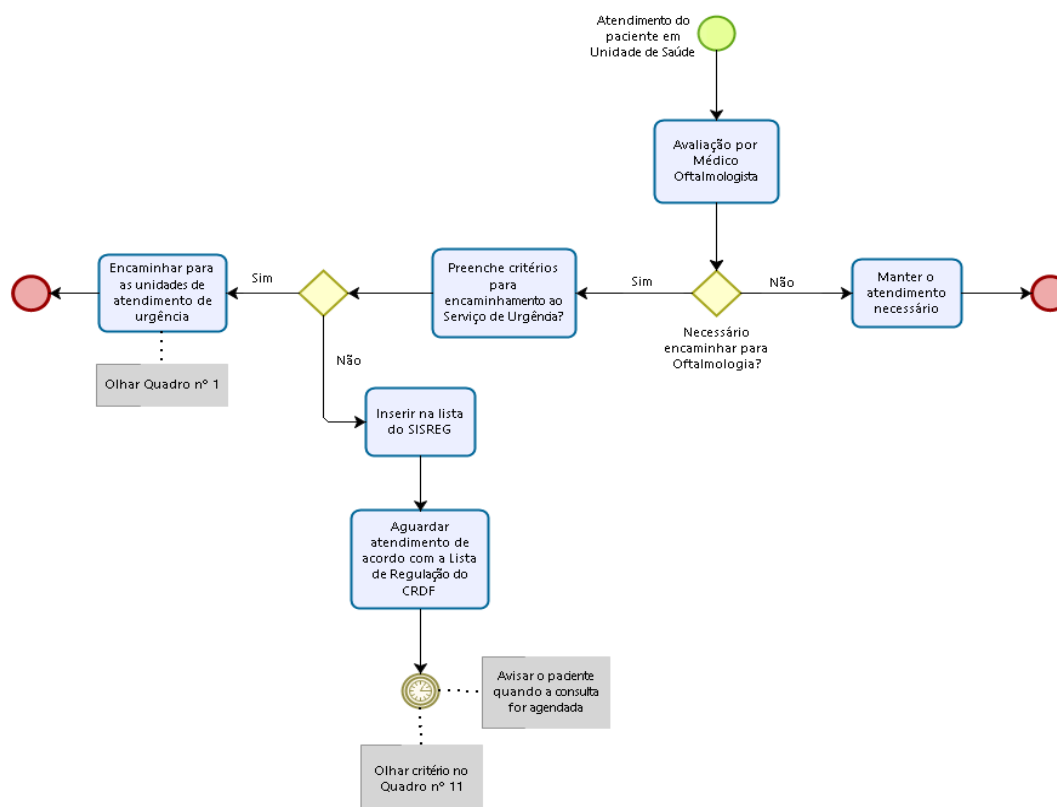 Atendimento do
paciente em
Unidade de Saúde
Avaliação por
Médico
Oftalmologista
Encaminhar para
as unidades de
atendimento de
urgência
Sim
Preenche critérios
para
encaminhamento ao
Serviço de Urgência?
Sim
Não
Manter o
atendimento
necessário
Necessário
encaminhar para
Oftalmologia?
Não
Olhar Quadro nº 1
Inserir na lista
do SISREG
Aguardar
atendimento de
acordo com a Lista
de Regulação do
CRDF
Avisar o paciente
quando a consulta
for agendada
Olhar critério no
Quadro nº 11